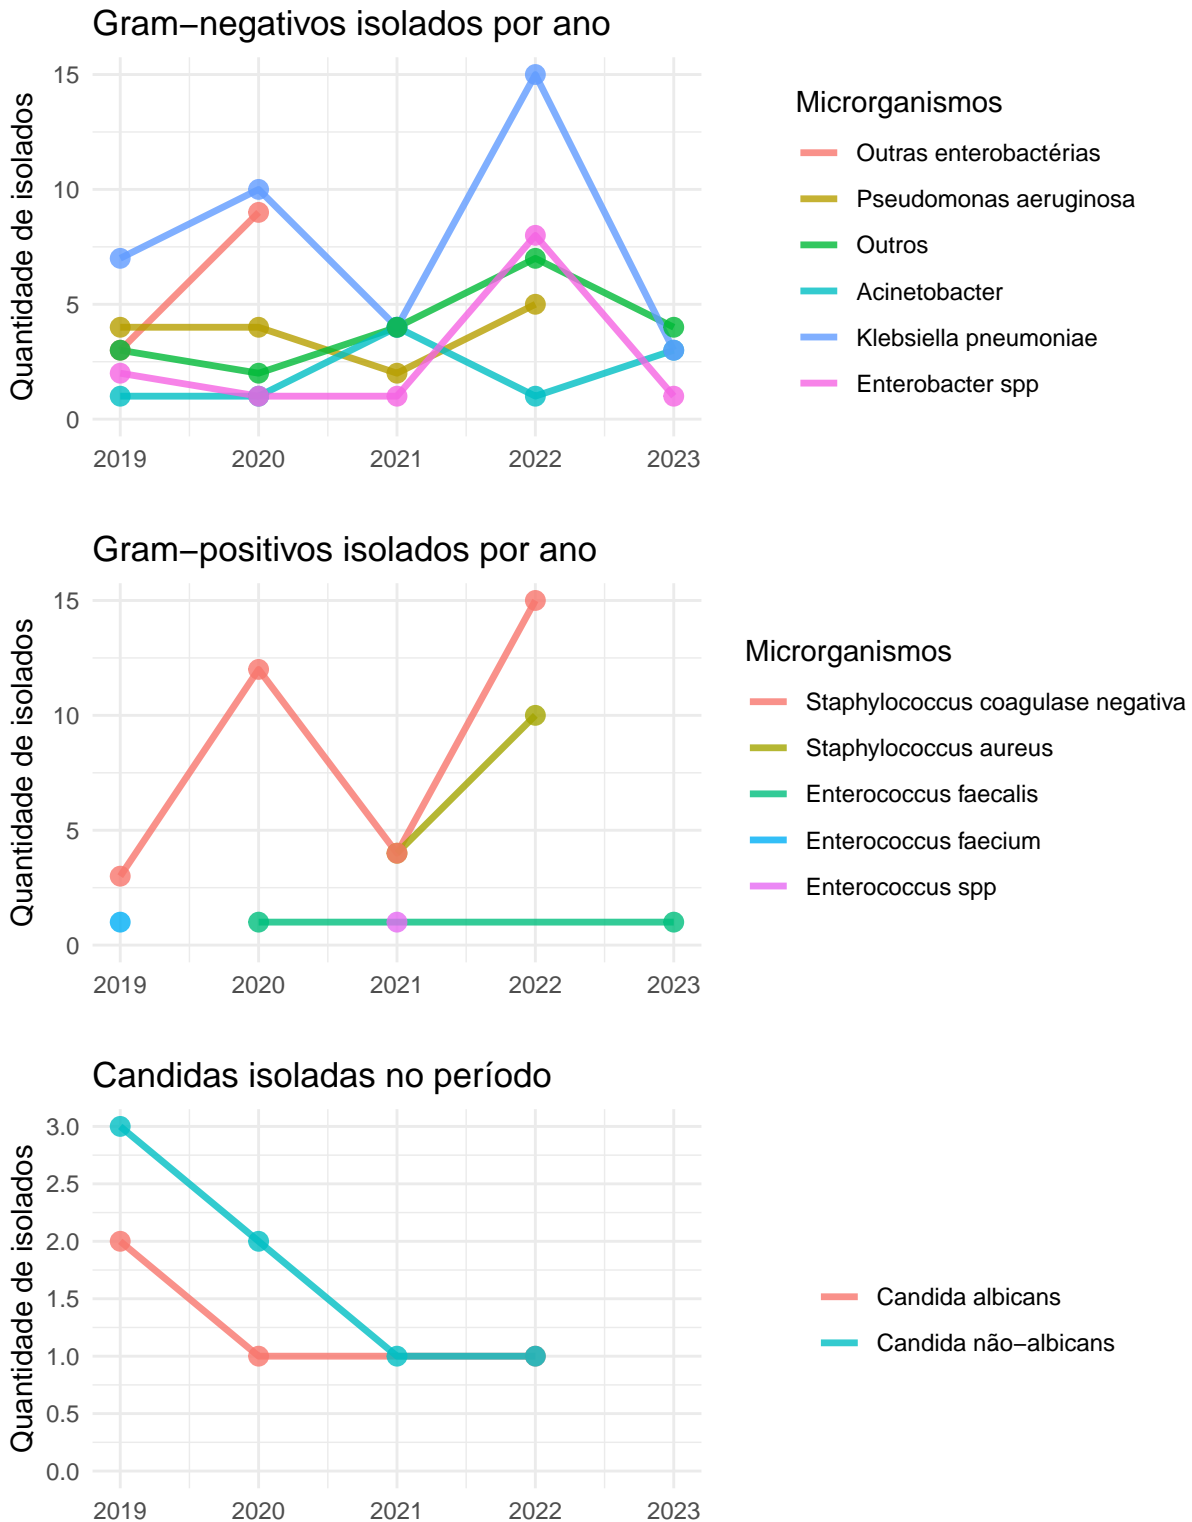 Gram−negativos isolados por ano
Quantidade de isolados
15
10
5
0
2019 2020 2021 2022 2023
Microrganismos
Outras enterobactérias
Pseudomonas aeruginosa
Outros
Acinetobacter
Klebsiella pneumoniae
Enterobacter spp
Gram−positivos isolados por ano
Quantidade de isolados
15
10
5
0
2019 2020 2021 2022 2023
Microrganismos
Staphylococcus coagulase negativa
Staphylococcus aureus
Enterococcus faecalis
Enterococcus faecium
Enterococcus spp
Candidas isoladas no período
Quantidade de isolados
3.0
2.5
2.0
1.5
1.0
0.5
0.0
2019 2020 2021 2022 2023
Candida albicans
Candida não−albicans